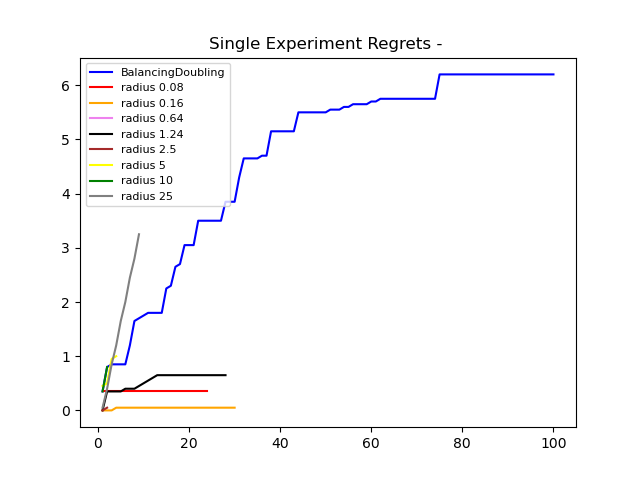 Single Experiment Regrets -
BalancingDoubling
radius 0.08
radius 0.16
radius 0.64
radius 1.24
radius 2.5
radius 5
radius 10
radius 25
6
5
4
3
2
1
0
0 20 40 60 80 100